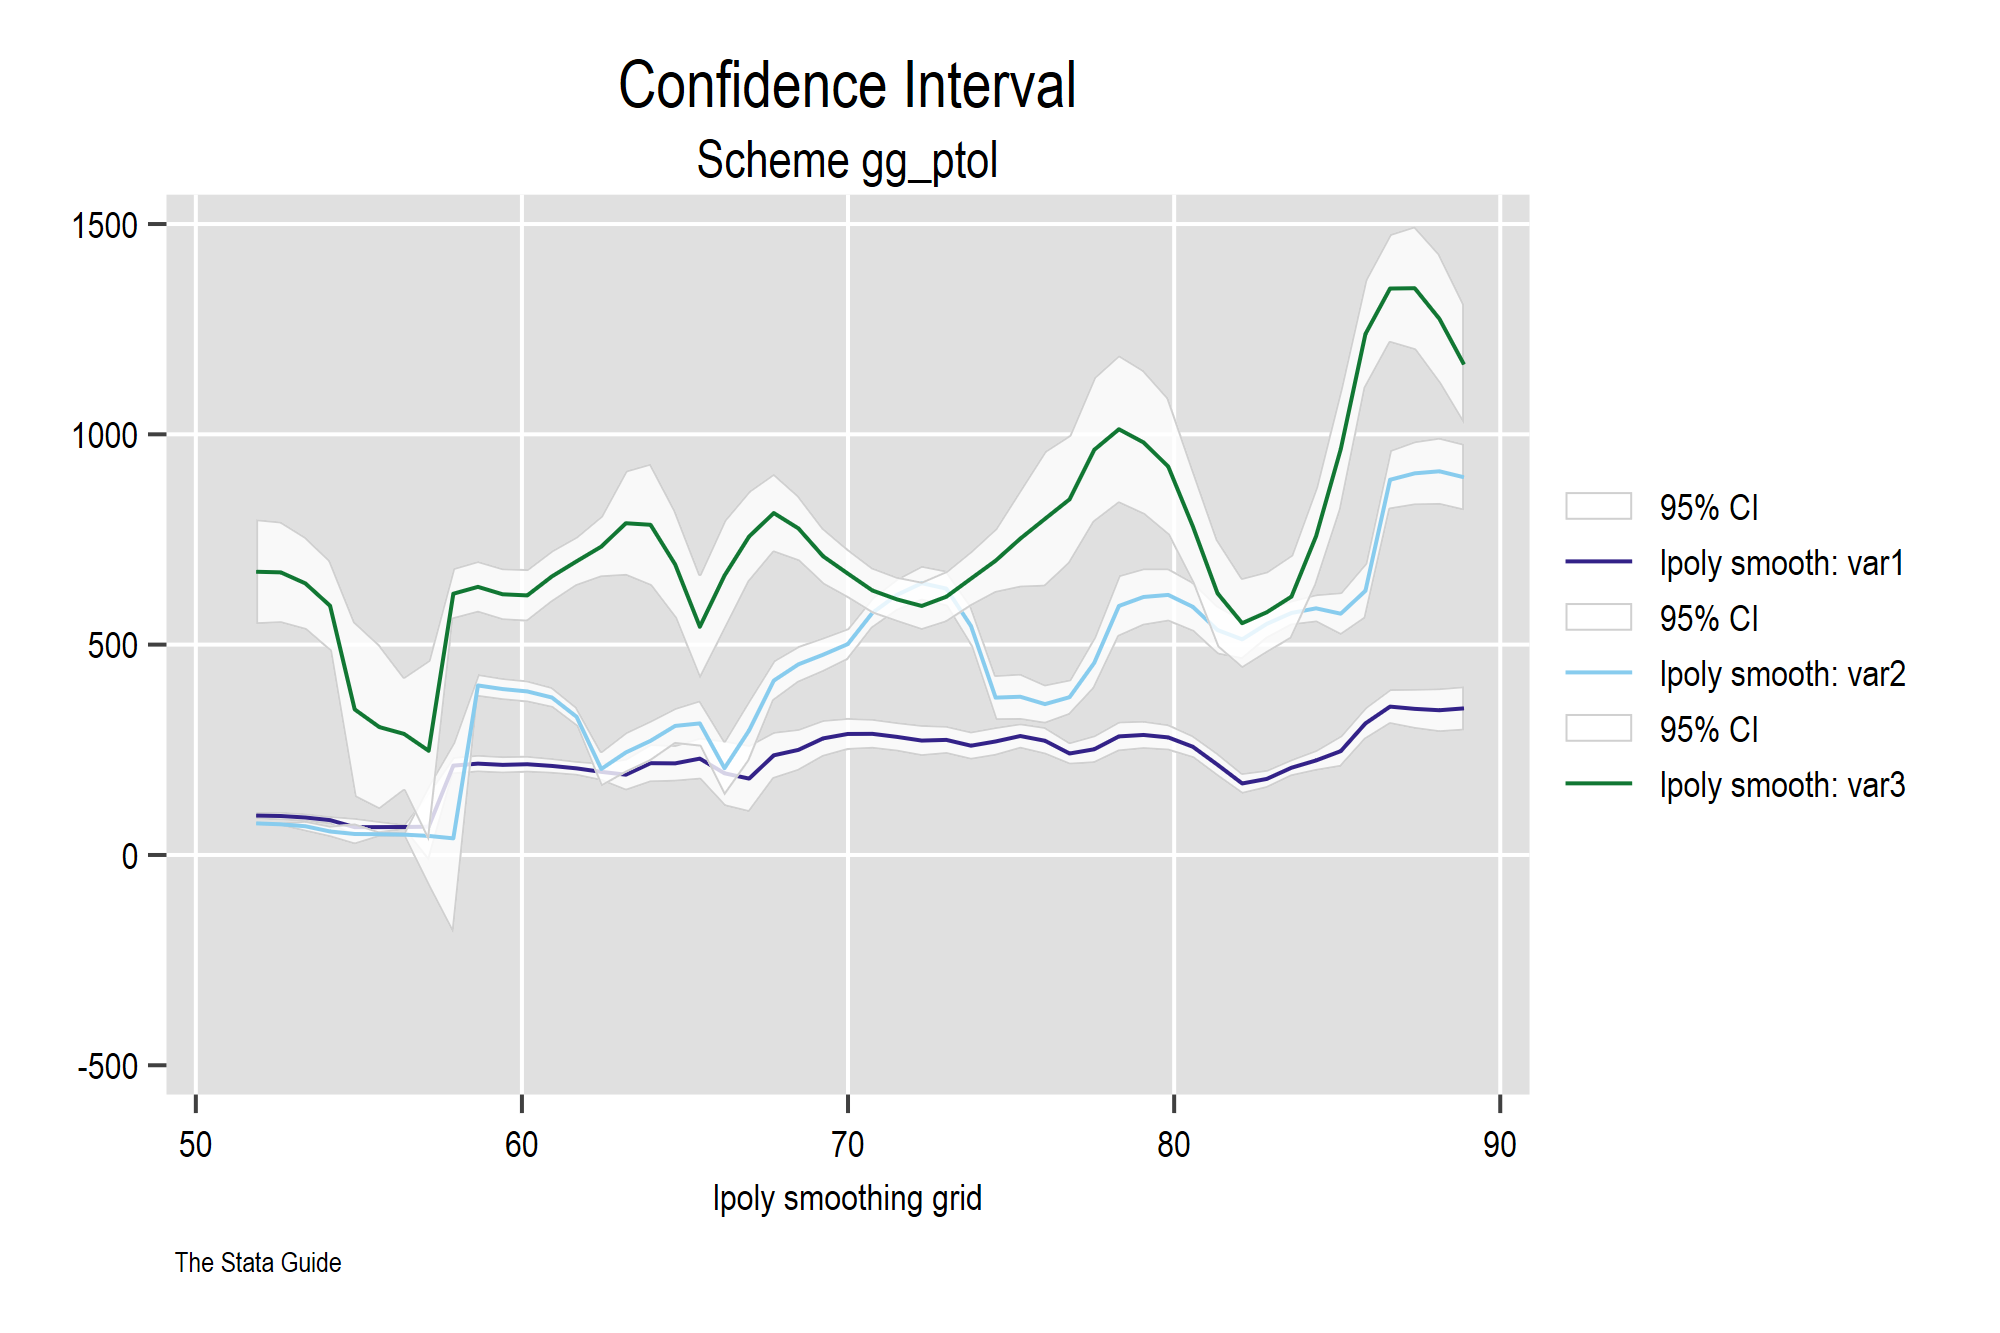 Confidence Interval
Scheme gg_ptol
1500
1000
500
0
-500
50 60 70 80 90
lpoly smoothing grid
95% CI
lpoly smooth: var1
95% CI
lpoly smooth: var2
95% CI
lpoly smooth: var3
The Stata Guide